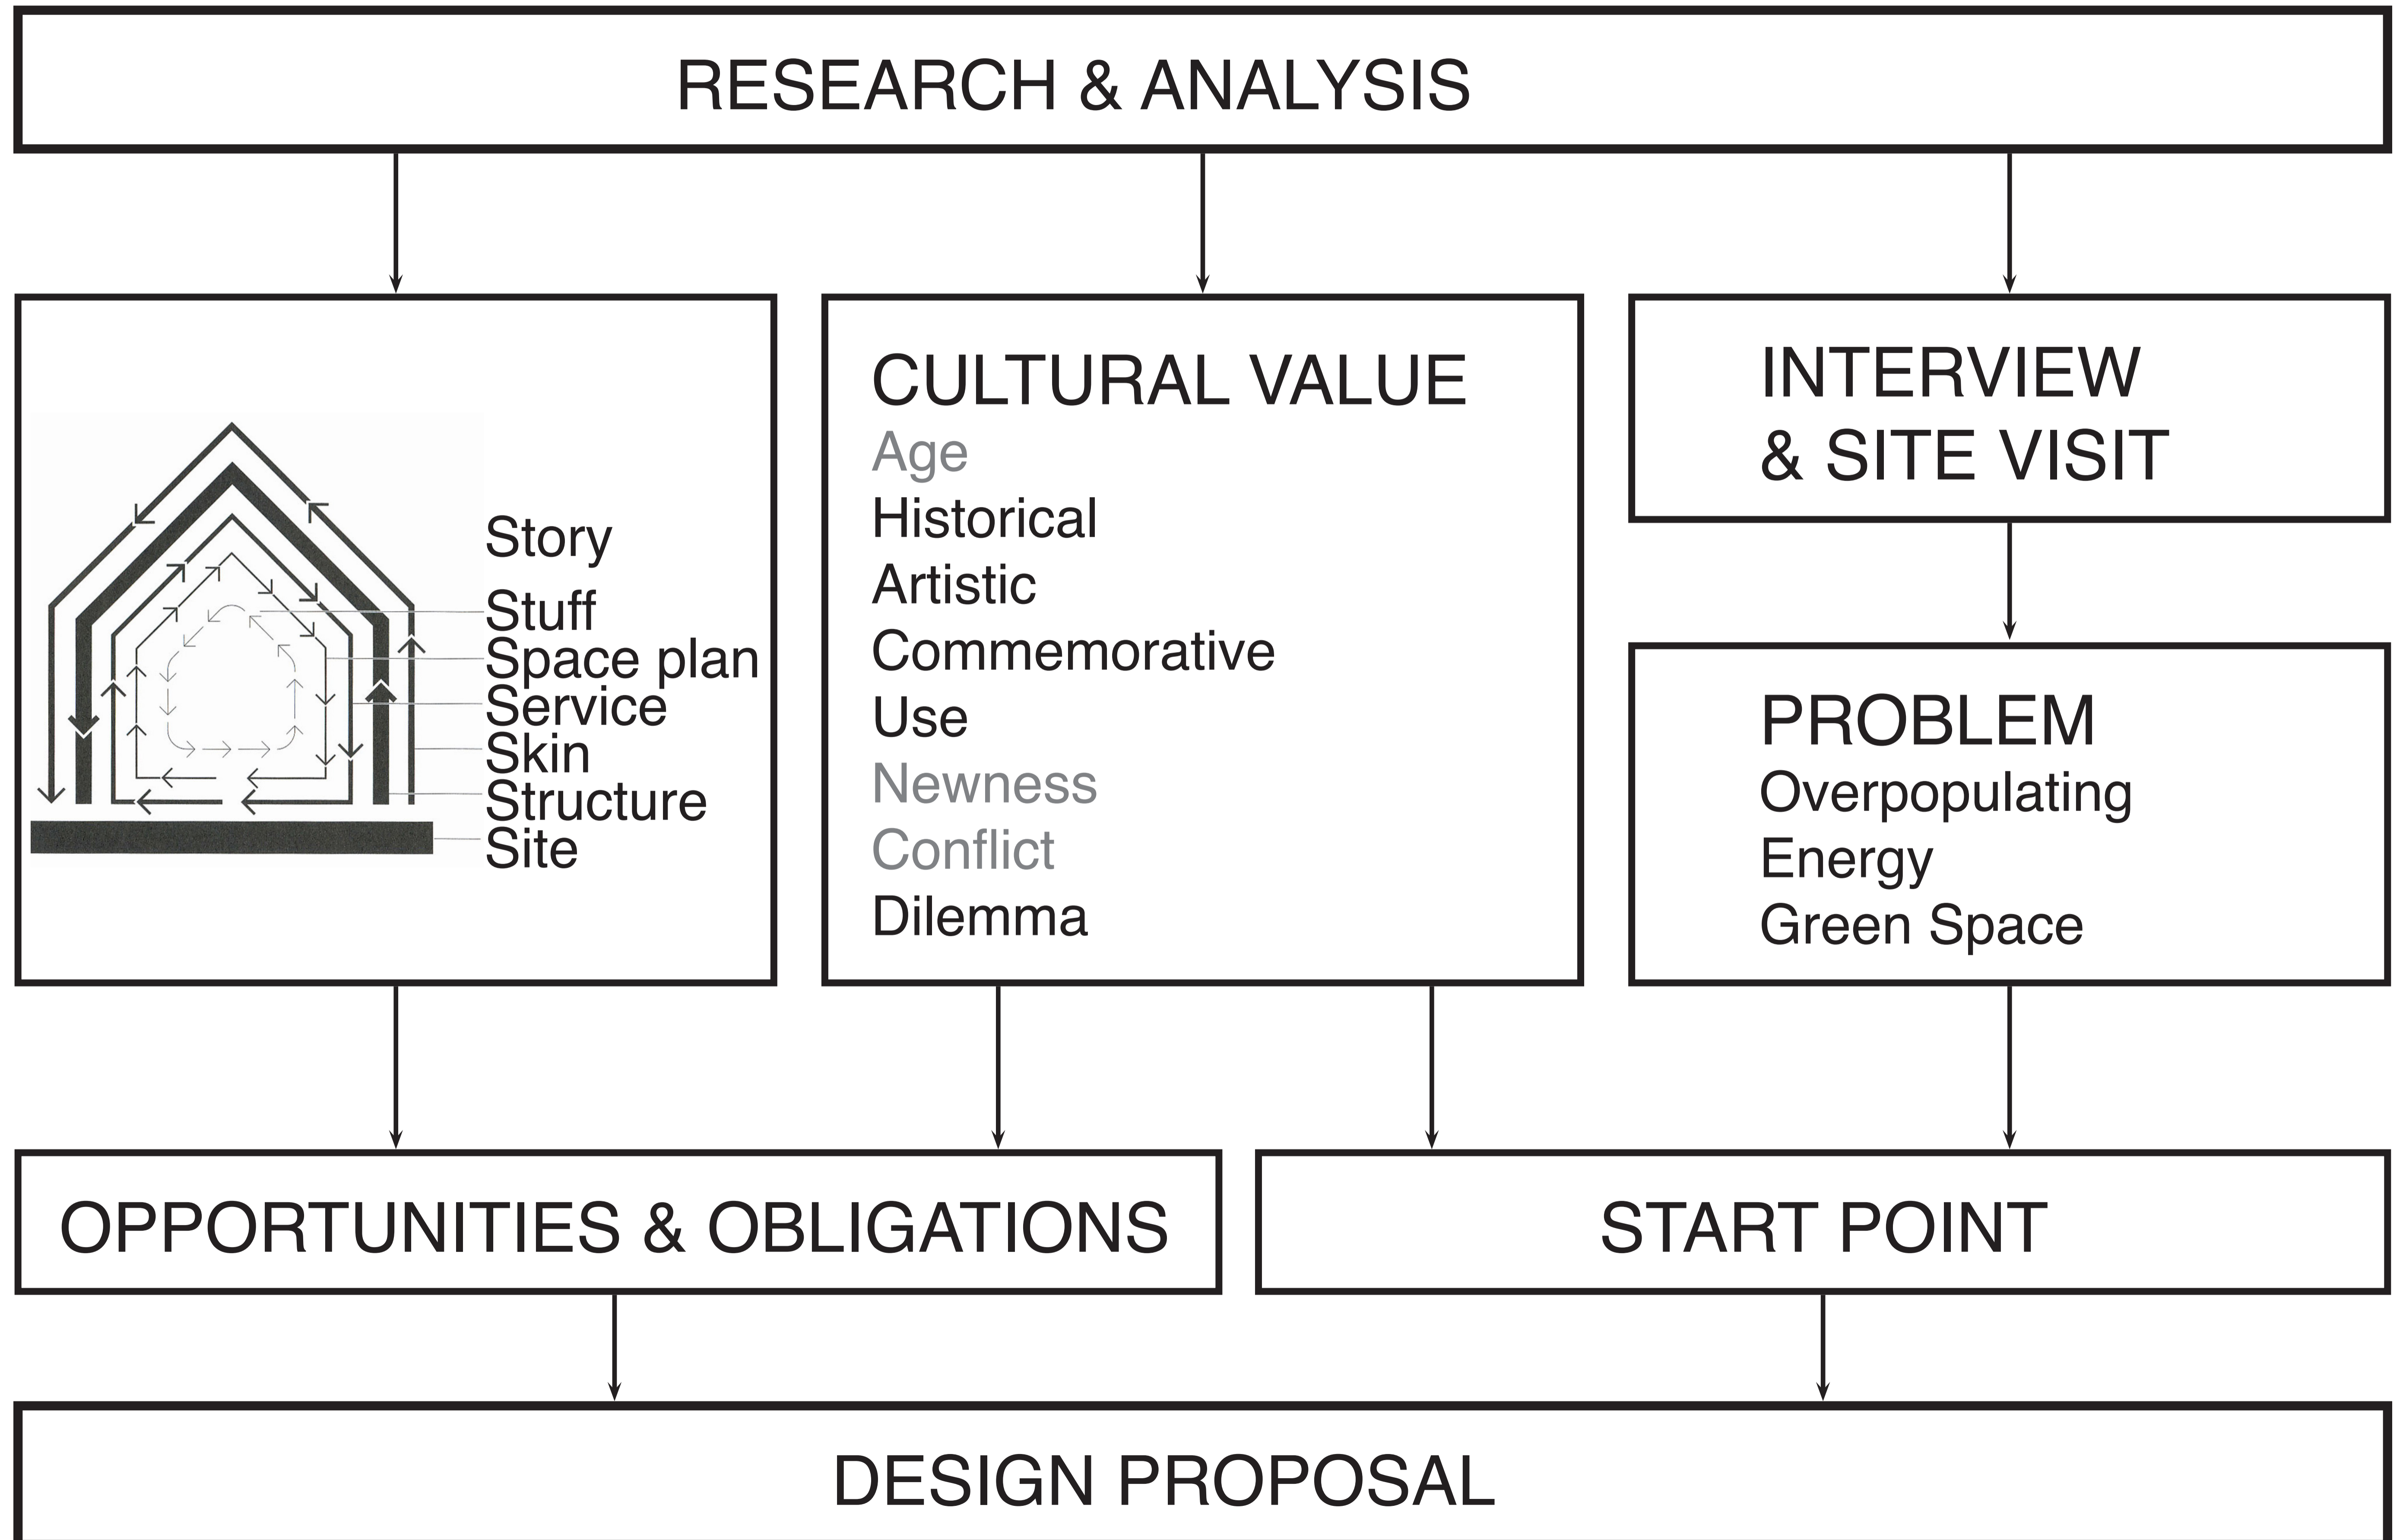 RESEARCH & ANALYSIS
Story
Stuff
Space plan
Service
Skin
Structure
Site
CULTURAL VALUE
Age
Historical
Artistic
Commemorative
Use
Newness
Conflict
Dilemma
INTERVIEW
& SITE VISIT
PROBLEM
Overpopulating
Energy
Green Space
OPPORTUNITIES & OBLIGATIONS
START POINT
DESIGN PROPOSAL